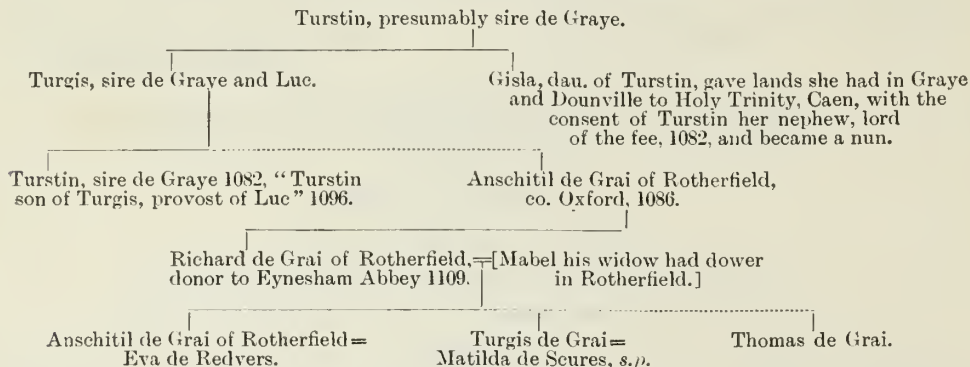 Turstin, presumably sire de Graye.
Turgis, sire de Graye and Luc.
Gisla, dau. of Turstin, gave lands she had in Graye
and Dounville to Holy Trinity, Caen, with the
consent of Turstin her nephew, lord
of the fee, 1082, and became a nun.
Turstin, sire de Graye 1082, “Turstin
son of Turgis, provost of Luc” 1096.
Anschitil de Grai of Rotherfield,
co. Oxford, 1086.
Richard de Grai of Rotherfield,
donor to Eynesham Abbey 1109.
=[Mabel his widow had dower
in Rotherfield.]
Anschitil de Grai of Rotherfield=
Eva de Redvers.
Turgis de Grai=
Matilda de Scures, s.p.
Thomas de Grai.